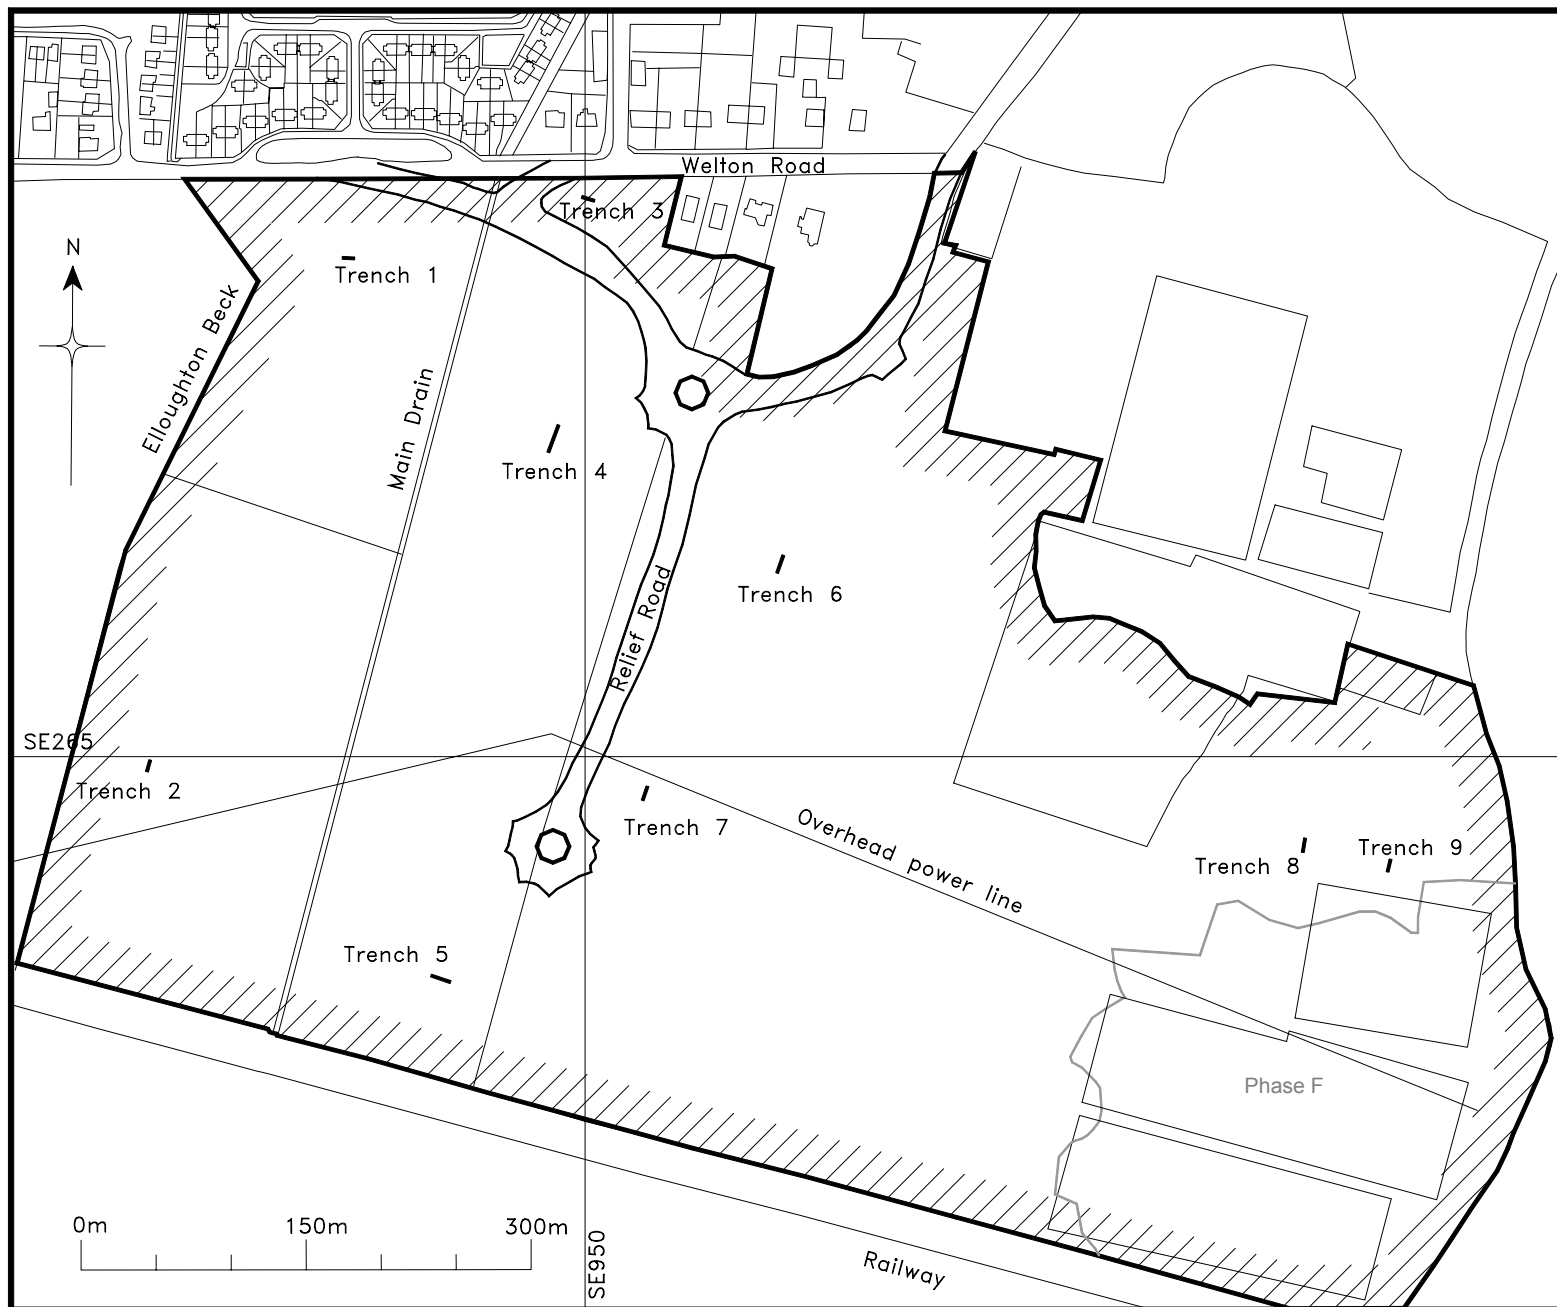 Welton Road
Trench 3
N
Trench 1
Elloughton Beck
Main Drain
Trench 4
Relief Road
Trench 6
SE265
Trench 2
Trench 7
Overhead power line
Trench 8
Trench 9
Trench 5
Phase F
0m 150m 300m
SE950
Railway